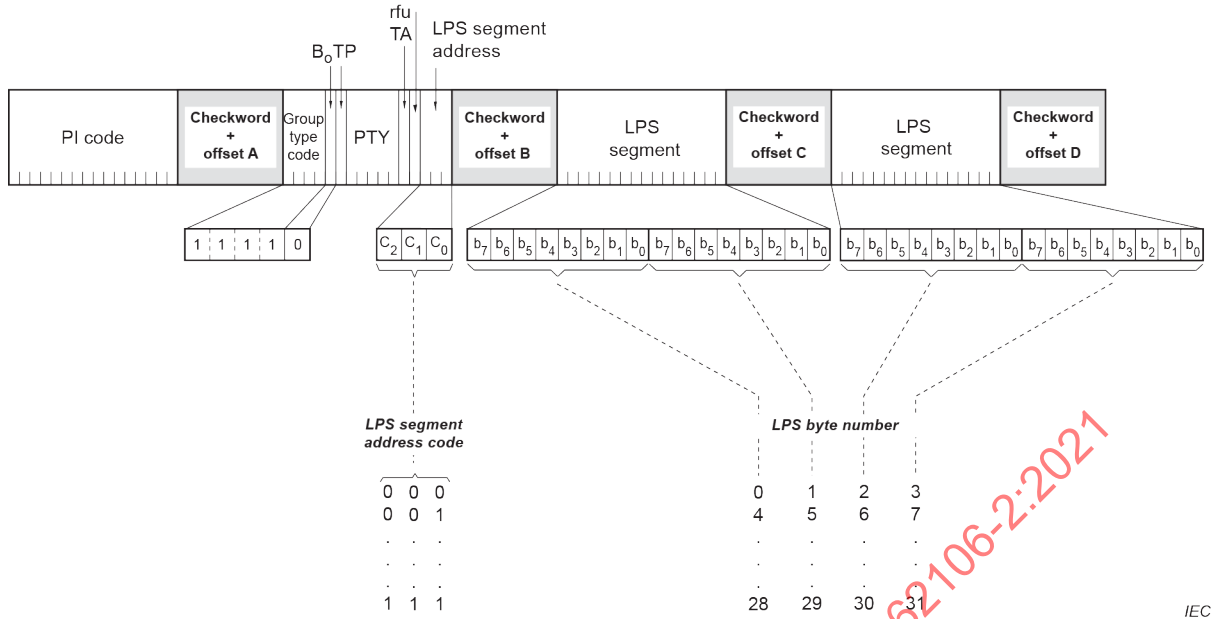 rfu
TA
LPS segment
address
BoTP
PI code
Checkword
+
offset A
Group
type
code
PTY
Checkword
+
offset B
LPS
segment
Checkword
+
offset C
LPS
segment
Checkword
+
offset D
1 1 1 1 0
C2 C1 C0
b7 b6 b5 b4 b3 b2 b1 b0 b7 b6 b5 b4 b3 b2 b1 b0
b7 b6 b5 b4 b3 b2 b1 b0 b7 b6 b5 b4 b3 b2 b1 b0
LPS segment
address code
LPS byte number
0 0 0 0 1 2 3
0 0 1 4 5 6 7
. . . . . . .
. . . . . . .
1 1 1 28 29 30 31
62106-2:2021
IEC